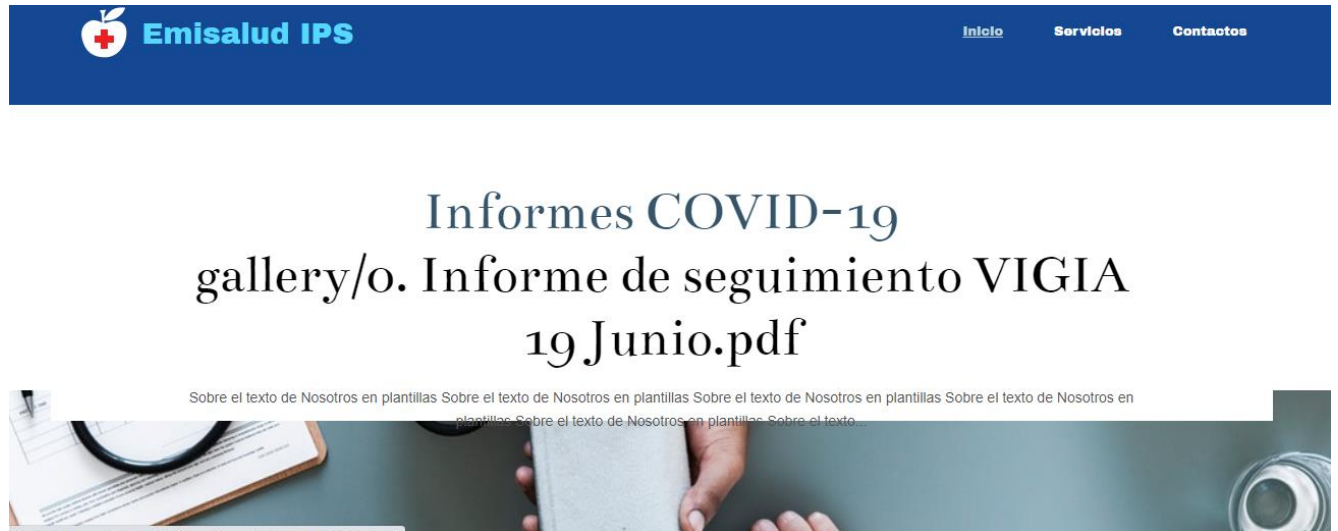 Emisalud IPS
Inicio
Servicios
Contactos
Informes COVID-19
gallery/0. Informe de seguimiento VIGIA
19 Junio.pdf
Sobre el texto de Nosotros en plantillas Sobre el texto de Nosotros en plantillas Sobre el texto de Nosotros en plantillas Sobre el texto de Nosotros en
plantillas Sobre el texto de Nosotros en plantillas Sobre el texto...